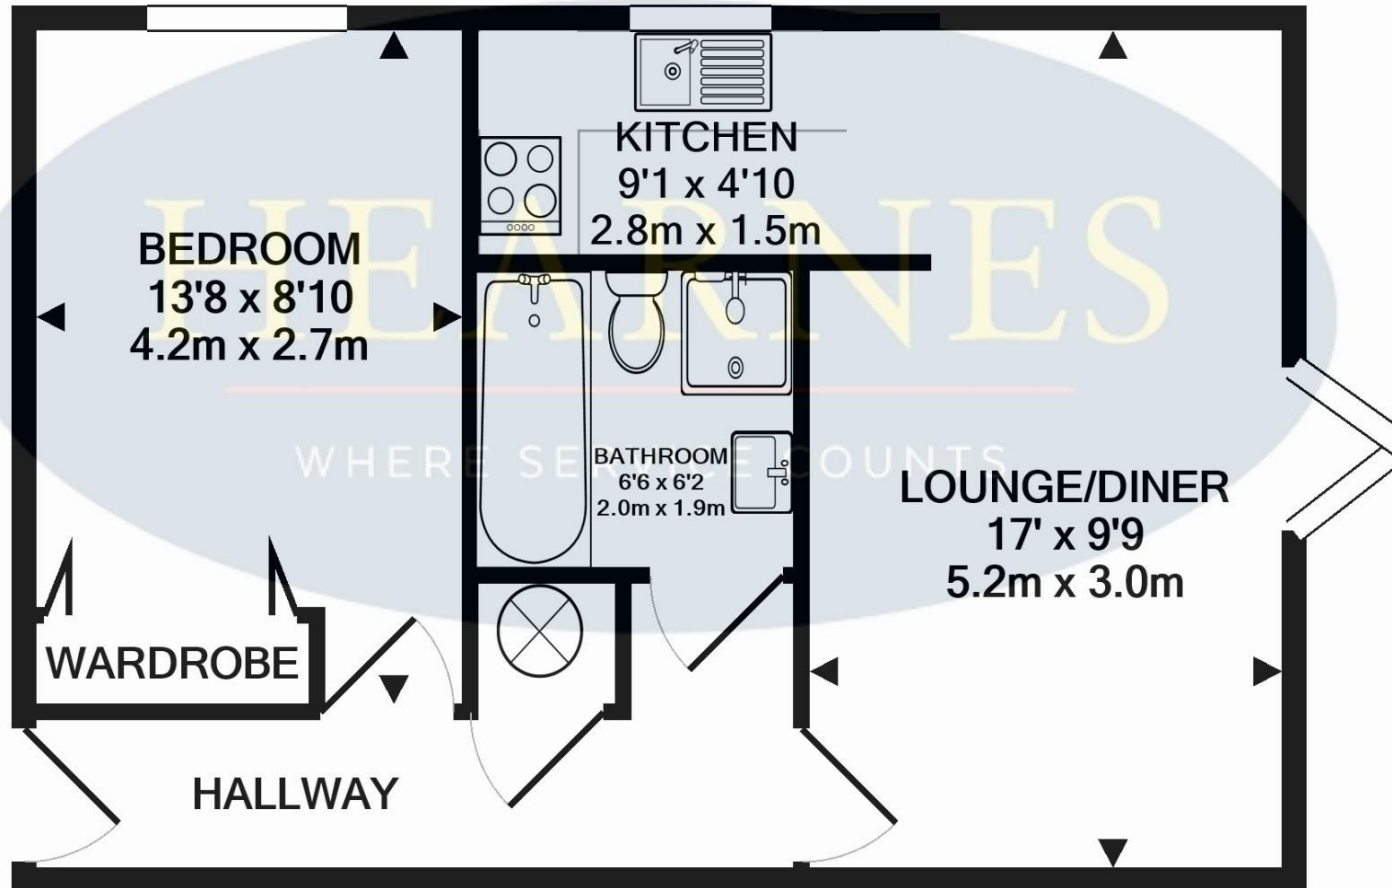 KITCHEN
9'1 x 4'10
2.8m x 1.5m
BEDROOM
13'8 x 8'10
4.2m x 2.7m
HEARNES
WHERE SERVICE COUNTS
BATHROOM
6'6 x 6'2
2.0m x 1.9m
LOUNGE/DINER
17' x 9'9
5.2m x 3.0m
WARDROBE
HALLWAY